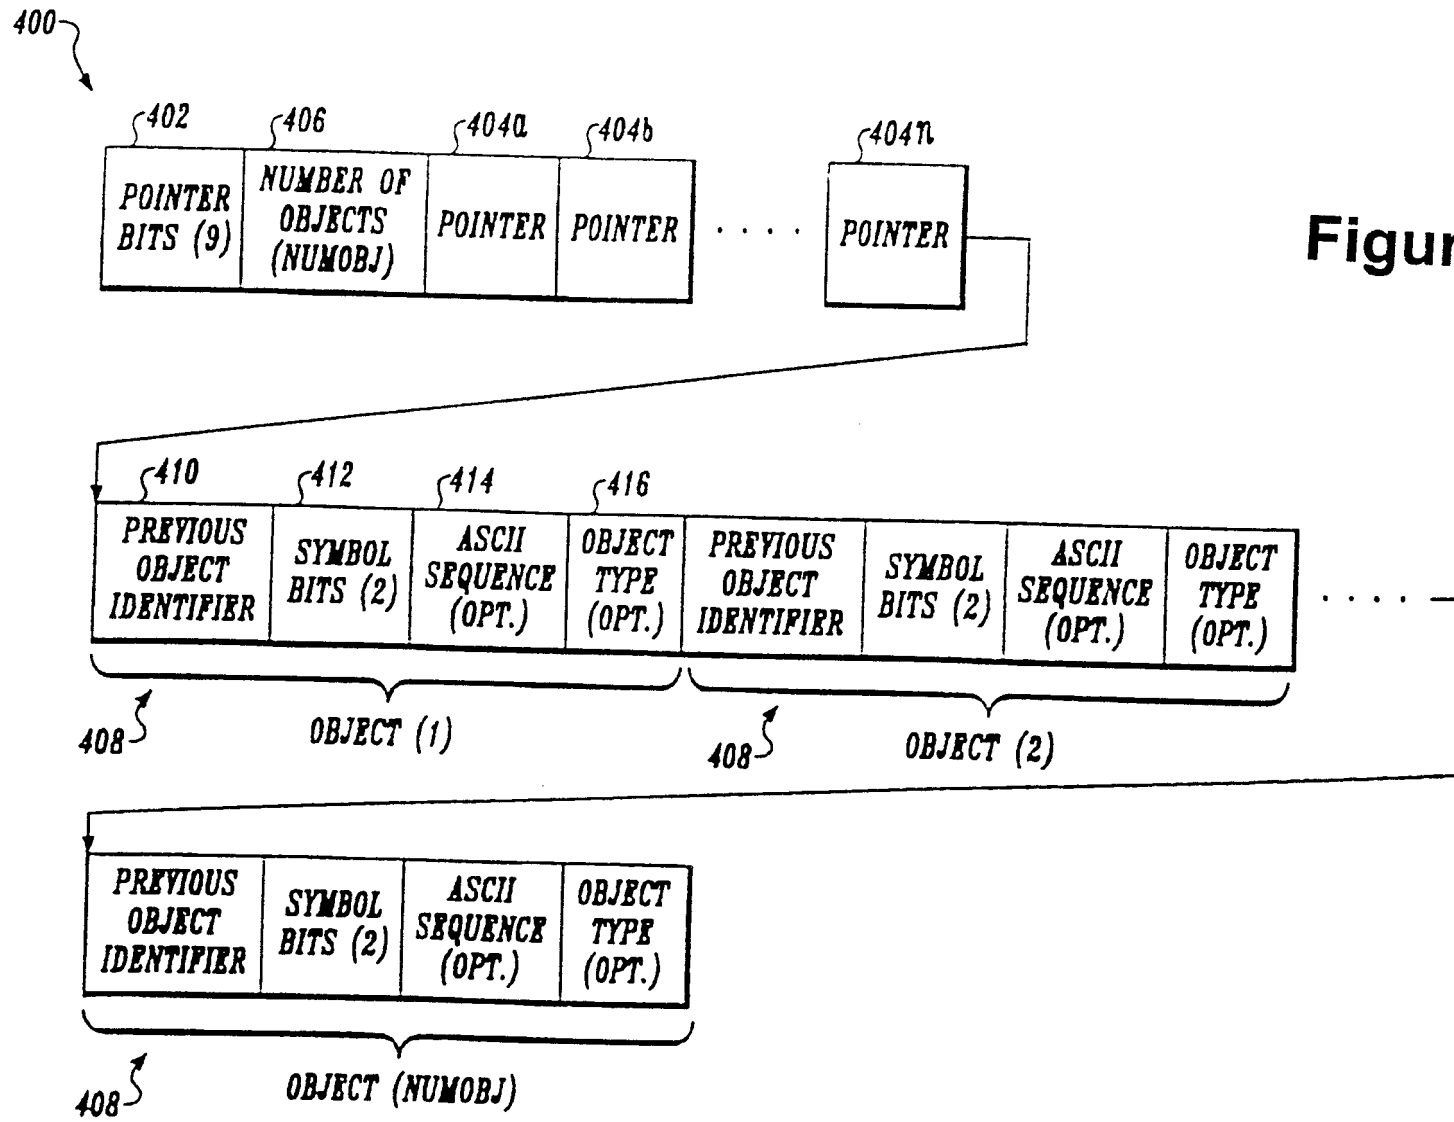 400
402
406
404a
404b
404n
POINTER
BITS (9)
NUMBER OF
OBJECTS
(NUMOBJ)
POINTER
POINTER
. . . .
POINTER
Figur
410
412
414
416
PREVIOUS
OBJECT
IDENTIFIER
SYMBOL
BITS (2)
ASCII
SEQUENCE
(OPT.)
OBJECT
TYPE
(OPT.)
PREVIOUS
OBJECT
IDENTIFIER
SYMBOL
BITS (2)
ASCII
SEQUENCE
(OPT.)
OBJECT
TYPE
(OPT.)
. . . . .
408
OBJECT (1)
408
OBJECT (2)
PREVIOUS
OBJECT
IDENTIFIER
SYMBOL
BITS (2)
ASCII
SEQUENCE
(OPT.)
OBJECT
TYPE
(OPT.)
408
OBJECT (NUMOBJ)